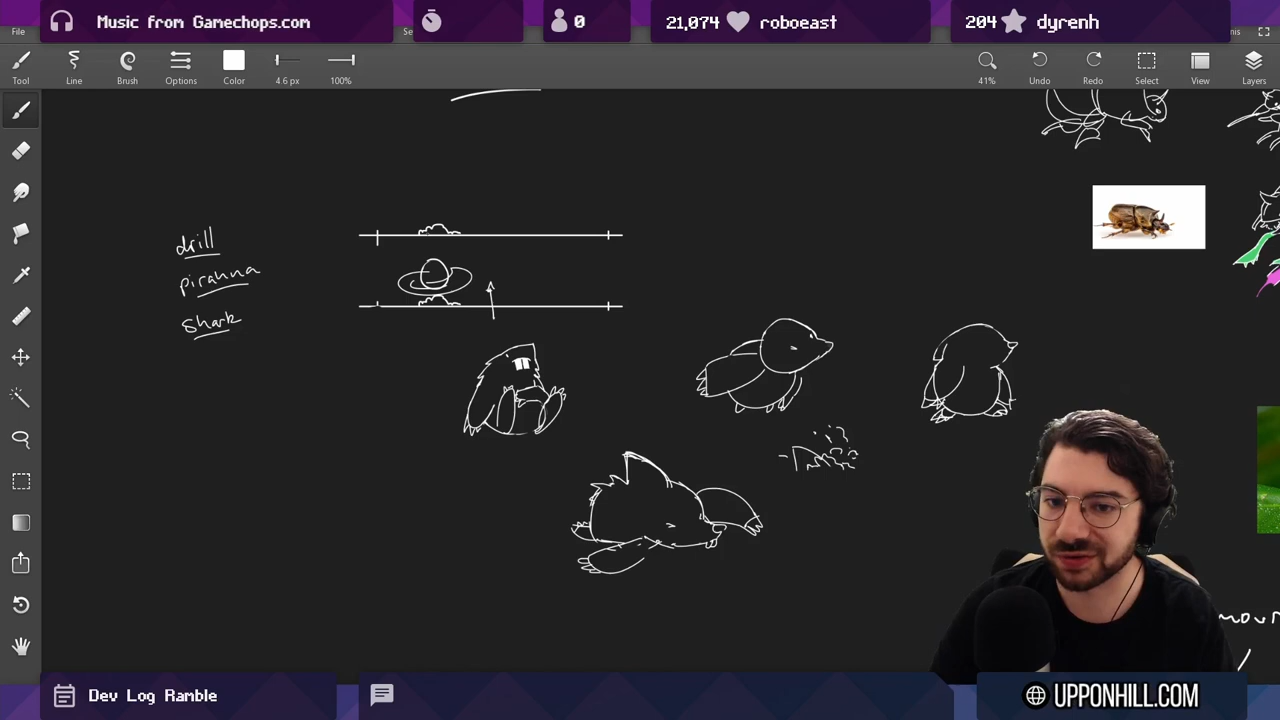 Music from Gamechops.com
0
21,074 roboeast
204 dyrenh
File
Tool
Line
Brush
Options
Color
4.6 px
100%
41%
Undo
Redo
Select
View
Layers
drill
piranna
shark
Dev Log Ramble
UPPONHILL.COM